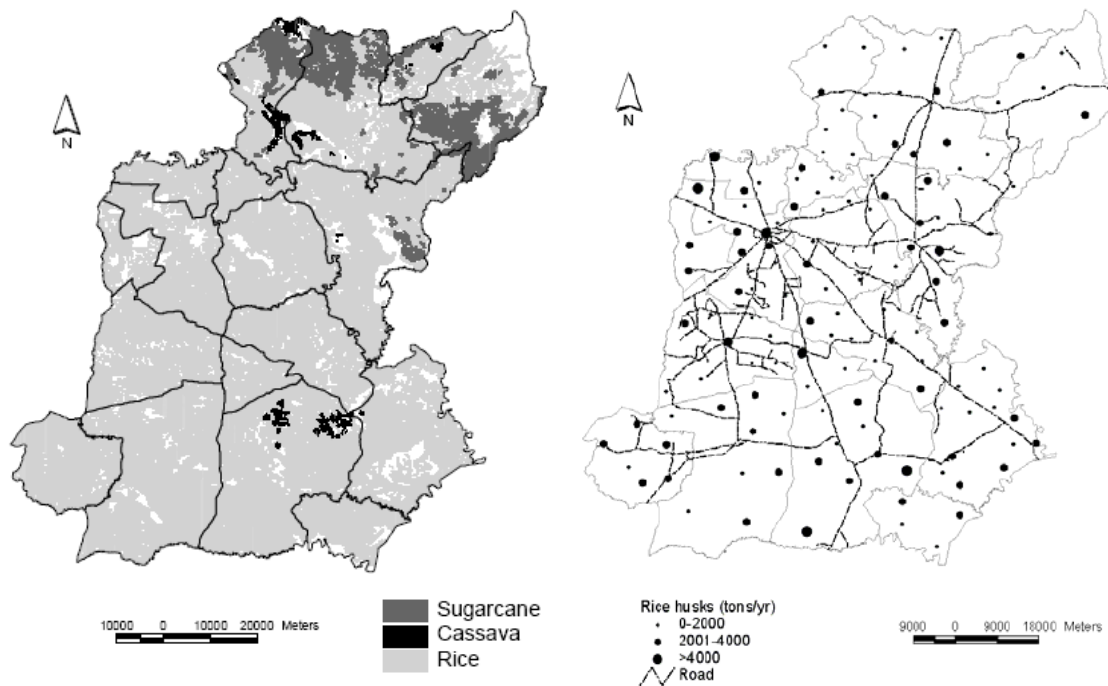 N
N
10000 0 10000 20000 Meters
Sugarcane
Cassava
Rice
Rice husks (tons/yr)
0-2000
2001-4000
>4000
Road
9000 0 9000 18000 Meters